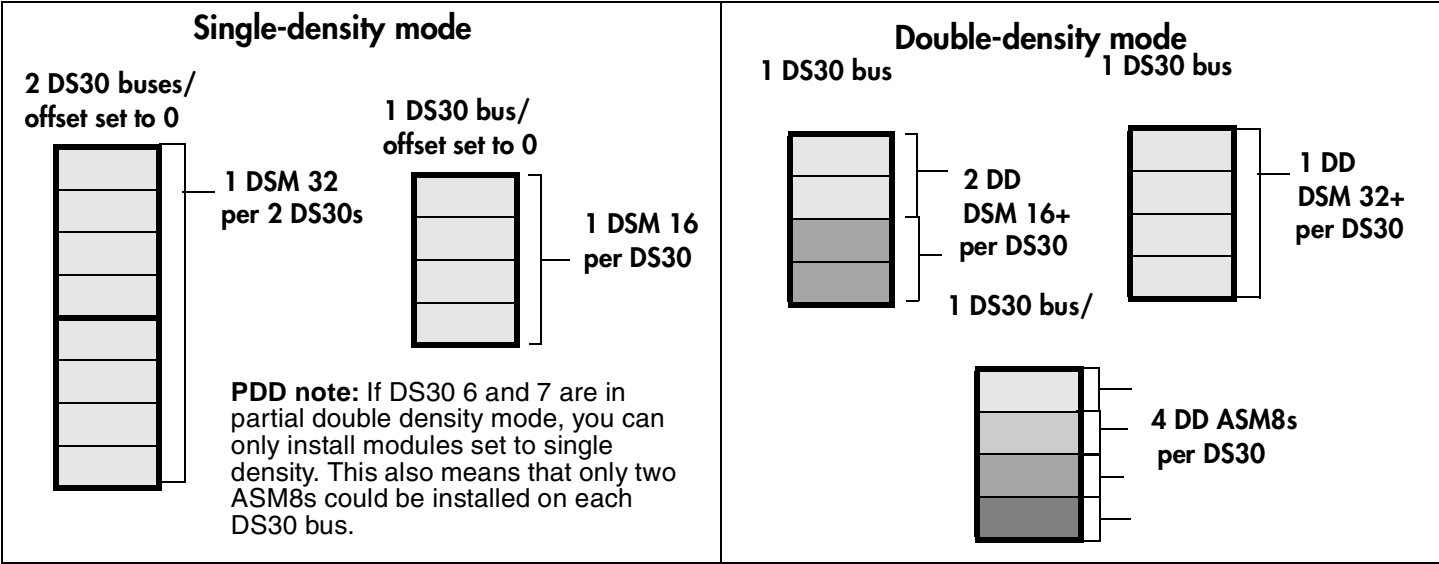 Single-density mode
2 DS30 buses/
offset set to 0
1 DSM 32
per 2 DS30s
1 DS30 bus/
offset set to 0
1 DSM 16
per DS30
PDD note: If DS30 6 and 7 are in
partial double density mode, you can
only install modules set to single
density. This also means that only two
ASM8s could be installed on each
DS30 bus.
Double-density mode
1 DS30 bus
2 DD
DSM 16+
per DS30
1 DS30 bus
1 DD
DSM 32+
per DS30
1 DS30 bus/
4 DD ASM8s
per DS30